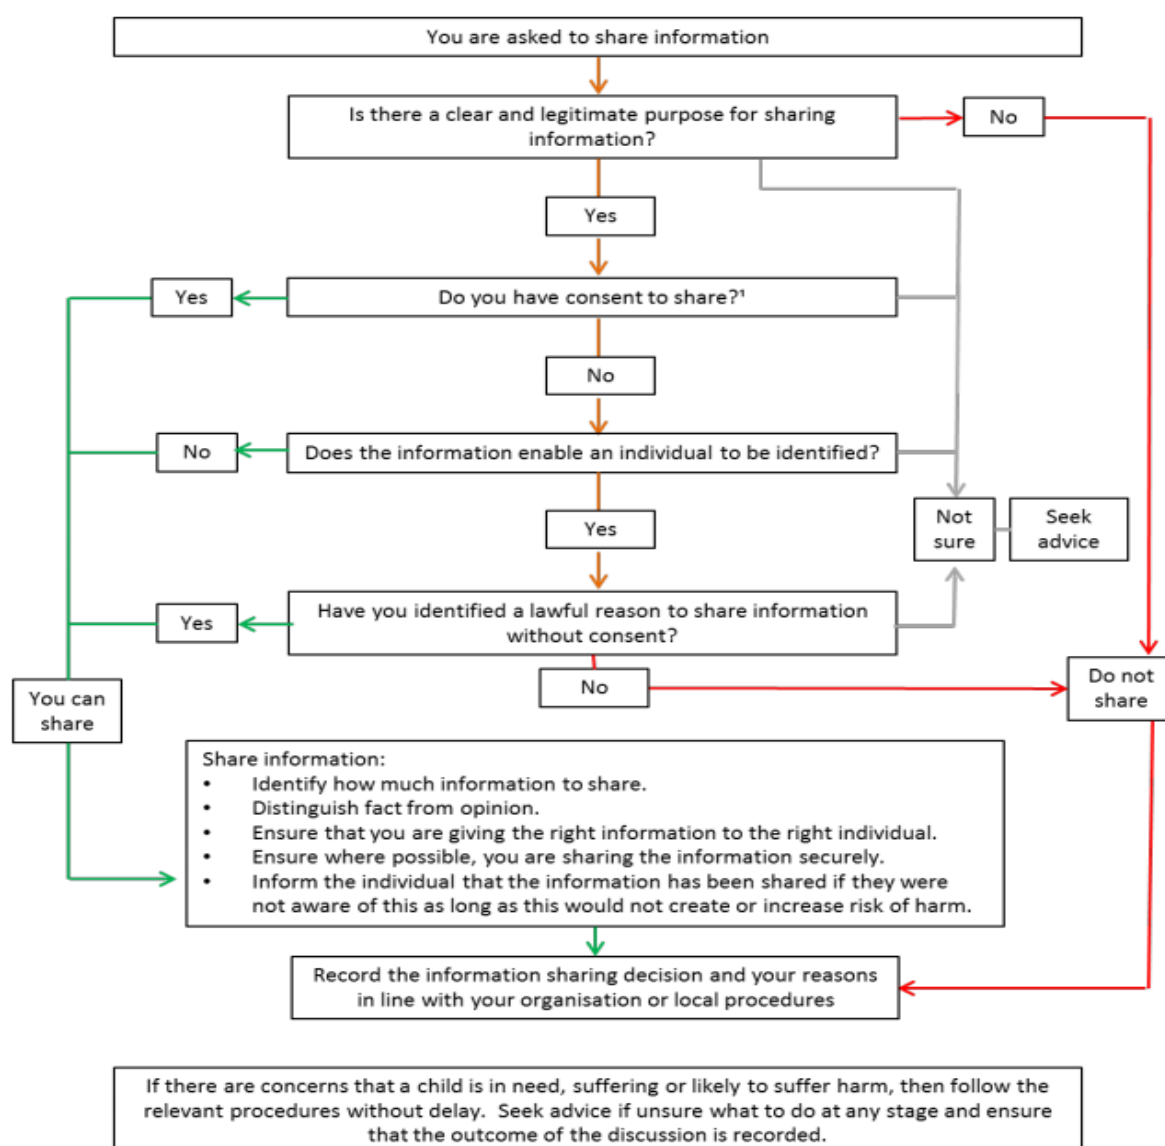 You are asked to share information
Is there a clear and legitimate purpose for sharing
information?
No
Yes
Yes
Do you have consent to share?¹
No
No
Does the information enable an individual to be identified?
Yes
Not
sure
Seek
advice
Yes
Have you identified a lawful reason to share information
without consent?
No
Do not
share
You can
share
Share information:
• Identify how much information to share.
• Distinguish fact from opinion.
• Ensure that you are giving the right information to the right individual.
• Ensure where possible, you are sharing the information securely.
• Inform the individual that the information has been shared if they were
not aware of this as long as this would not create or increase risk of harm.
Record the information sharing decision and your reasons
in line with your organisation or local procedures
If there are concerns that a child is in need, suffering or likely to suffer harm, then follow the
relevant procedures without delay. Seek advice if unsure what to do at any stage and ensure
that the outcome of the discussion is recorded.